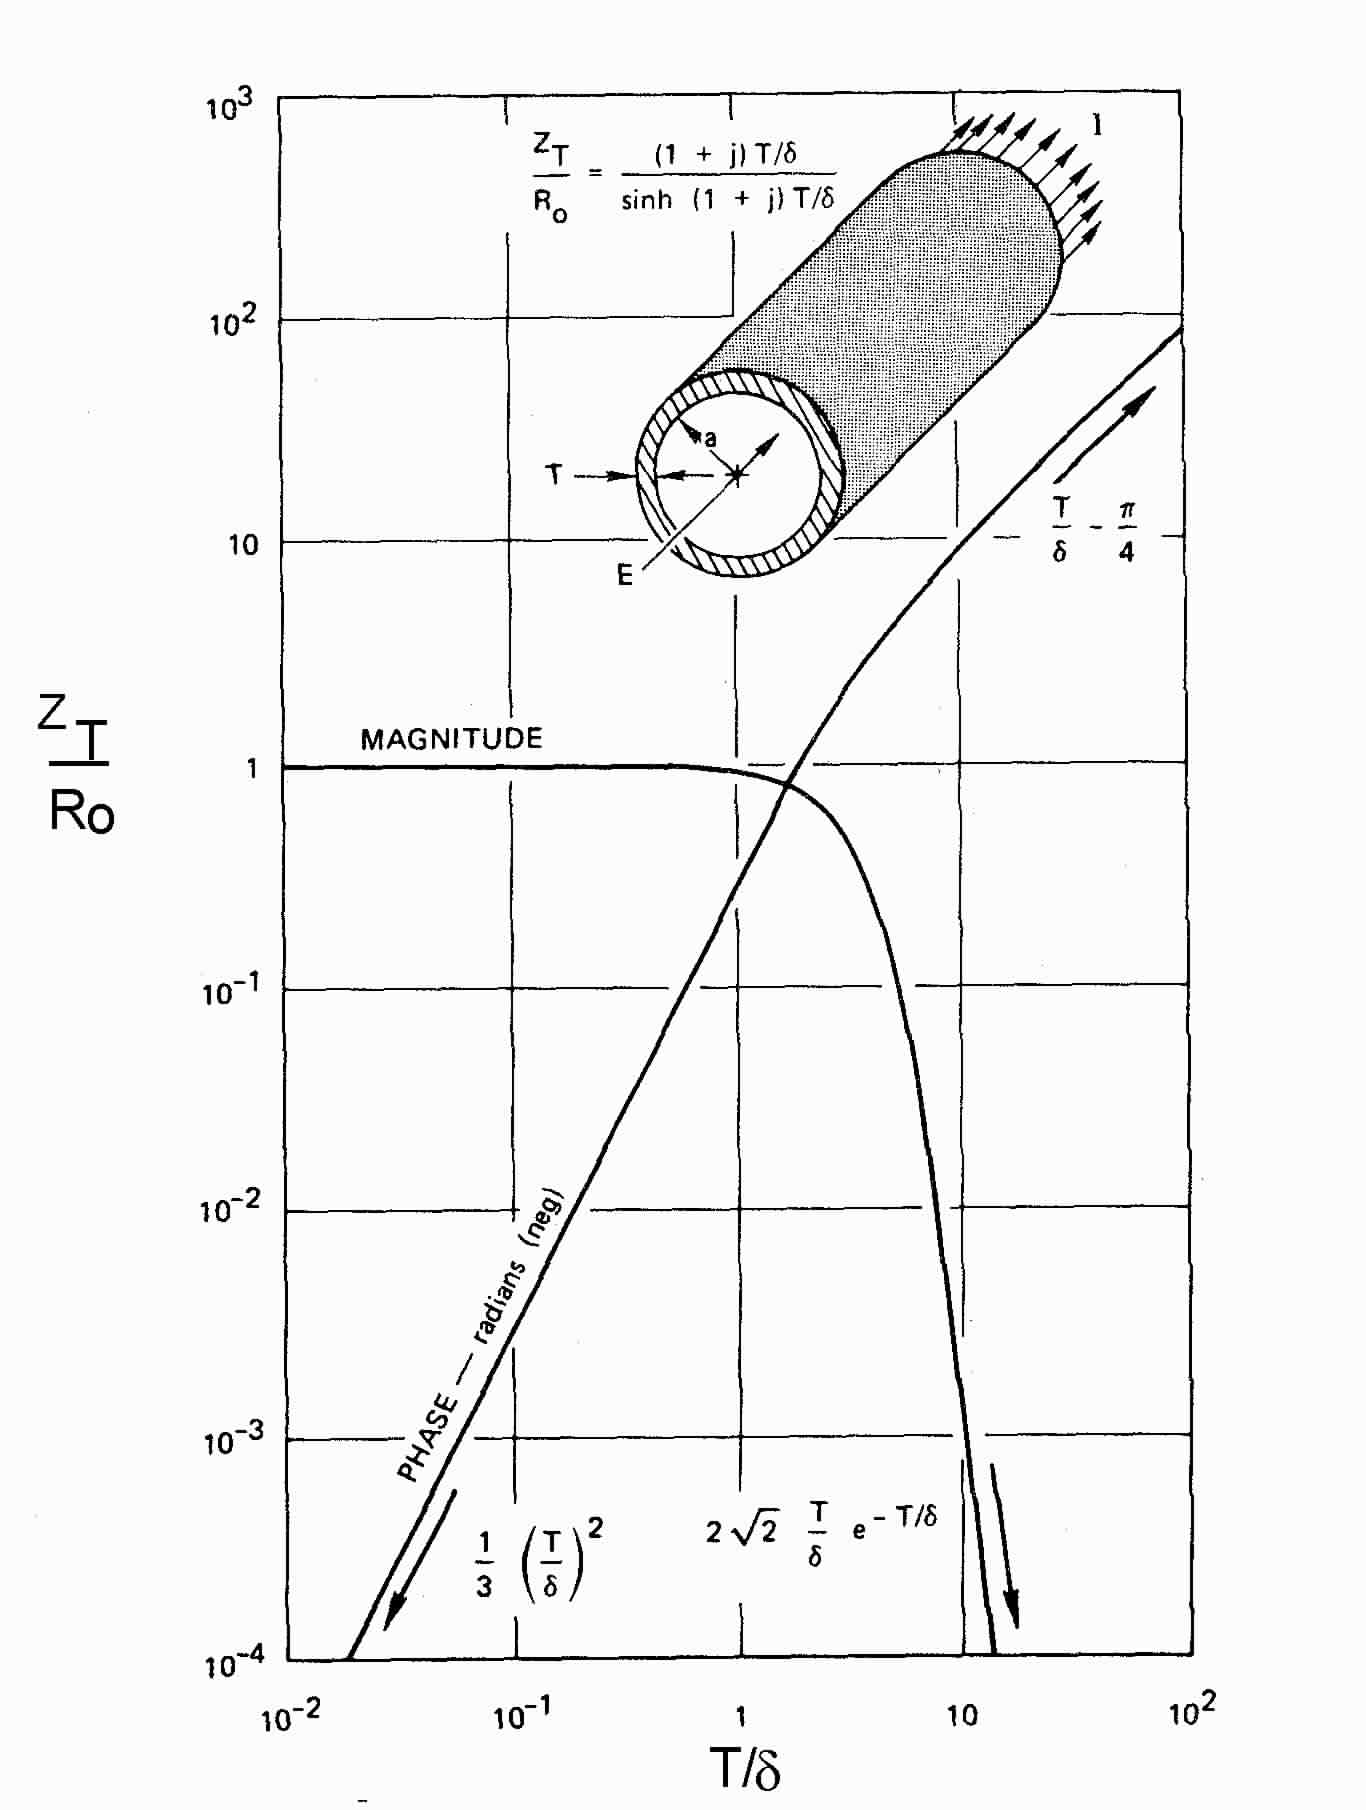 10³
Z_T / R_o = (1 + j) T/δ / sinh (1 + j) T/δ
I
10²
a
T
10
E
T/δ - π/4
Z_T / Ro
MAGNITUDE
1
10⁻¹
10⁻²
PHASE — radians (neg)
10⁻³
1/3 (T/δ)²
2√2 T/δ e^- T/δ
10⁻⁴
10⁻² 10⁻¹ 1 10 10²
T/δ